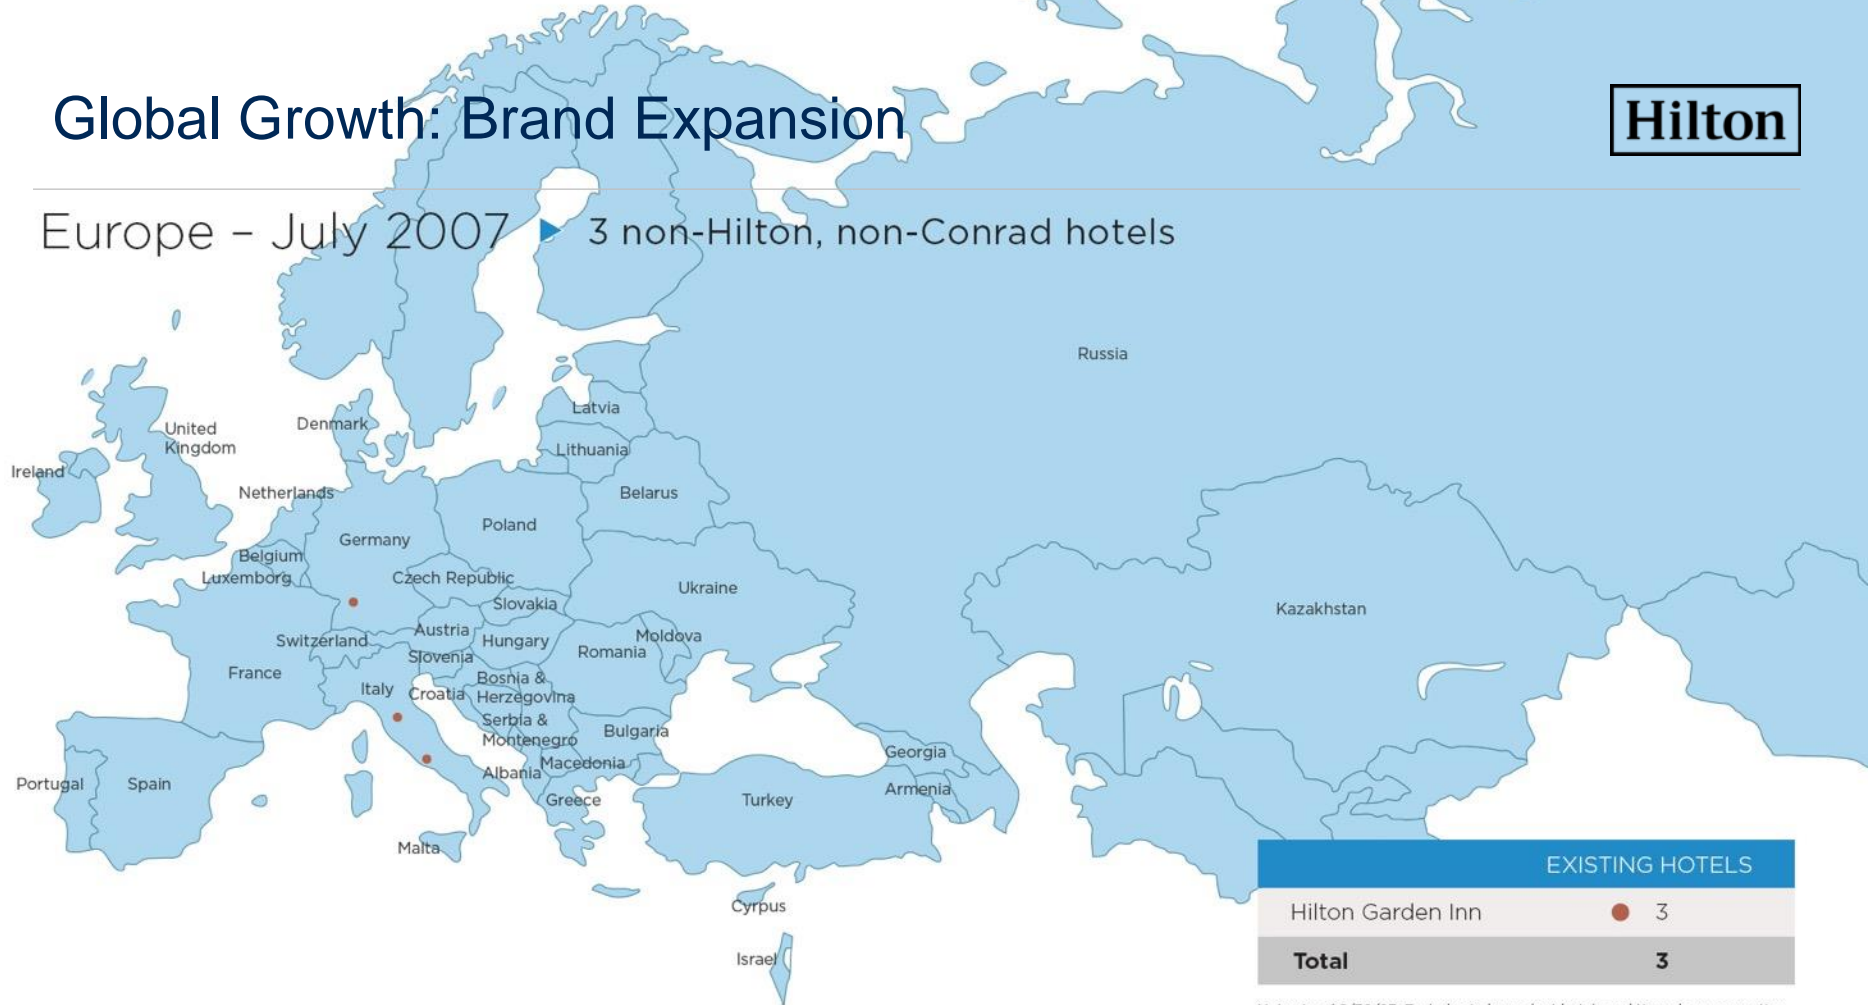 Global Growth: Brand Expansion
Hilton
Europe – July 2007 ▶ 3 non-Hilton, non-Conrad hotels
Russia
Latvia
United
Kingdom
Denmark
Lithuania
Ireland
Netherlands
Belarus
Poland
Germany
Belgium
Luxemborg
Czech Republic
Ukraine
Slovakia
Kazakhstan
Austria
Switzerland
Hungary
Moldova
Slovenia
Romania
France
Bosnia &
Herzegovina
Italy
Croatia
Serbia &
Montenegro
Bulgaria
Georgia
Macedonia
Albania
Portugal
Spain
Armenia
Greece
Turkey
Malta
Cyrpus
Israel
EXISTING HOTELS
Hilton Garden Inn 3
Total 3